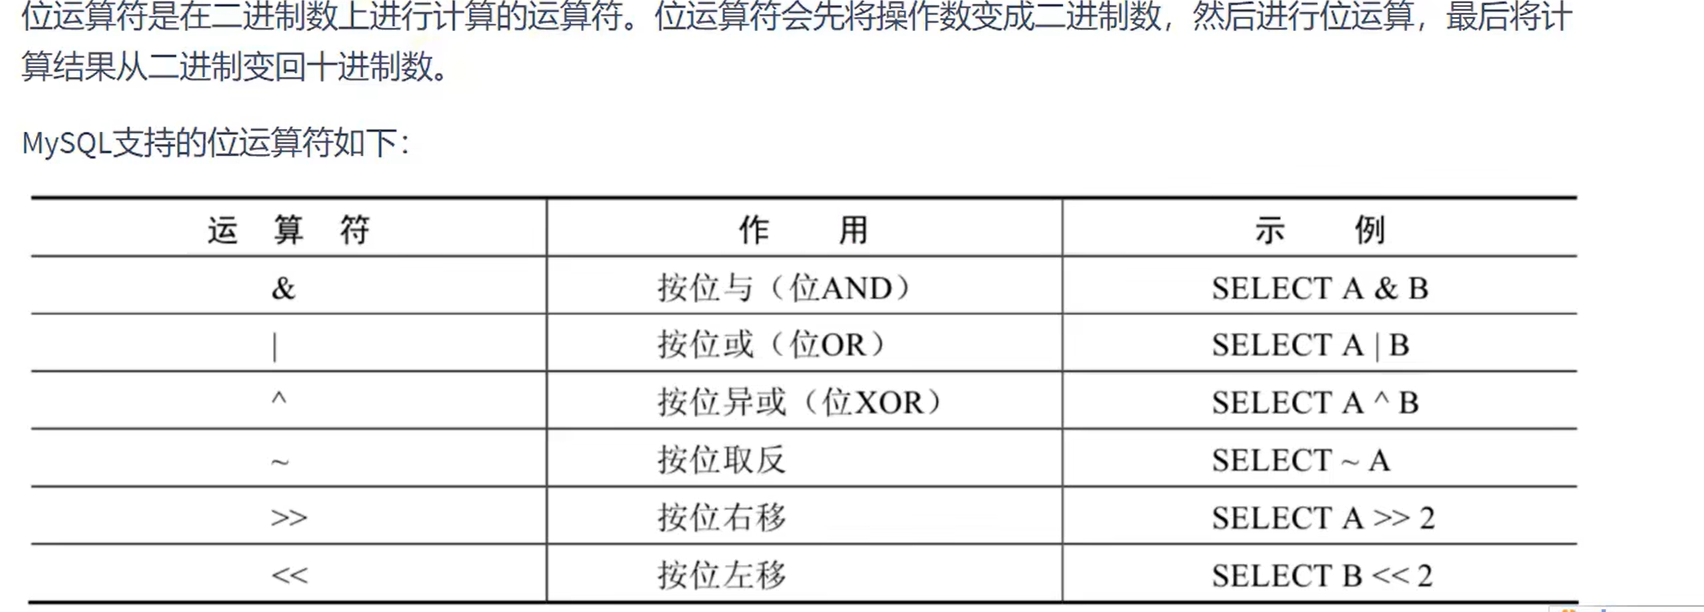 位运算符是在二进制数上进行计算的运算符。位运算符会先将操作数变成二进制数，然后进行位运算，最后将计
算结果从二进制变回十进制数。
MySQL支持的位运算符如下：
运 算 符 作 用 示 例
& 按位与（位AND） SELECT A & B
| 按位或（位OR） SELECT A | B
^ 按位异或（位XOR） SELECT A ^ B
~ 按位取反 SELECT ~ A
>> 按位右移 SELECT A >> 2
<< 按位左移 SELECT B << 2